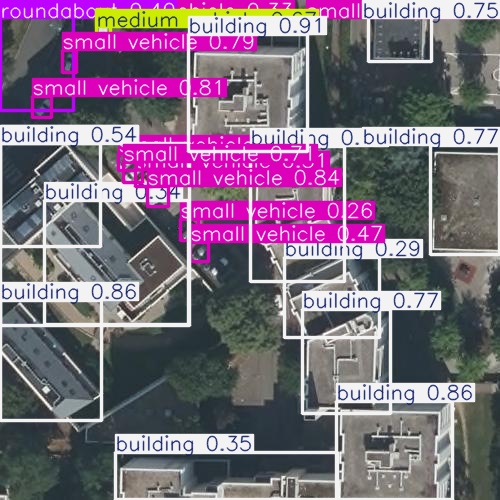 roundabout 0.40
small
building 0.75
medium
building 0.91
small vehicle 0.79
small vehicle 0.81
building 0.54
building 0.
building 0.77
small vehicle 0.7
small vehicle 0.84
building 0.34
small vehicle 0.26
small vehicle 0.47
building 0.29
building 0.86
building 0.77
building 0.86
building 0.35